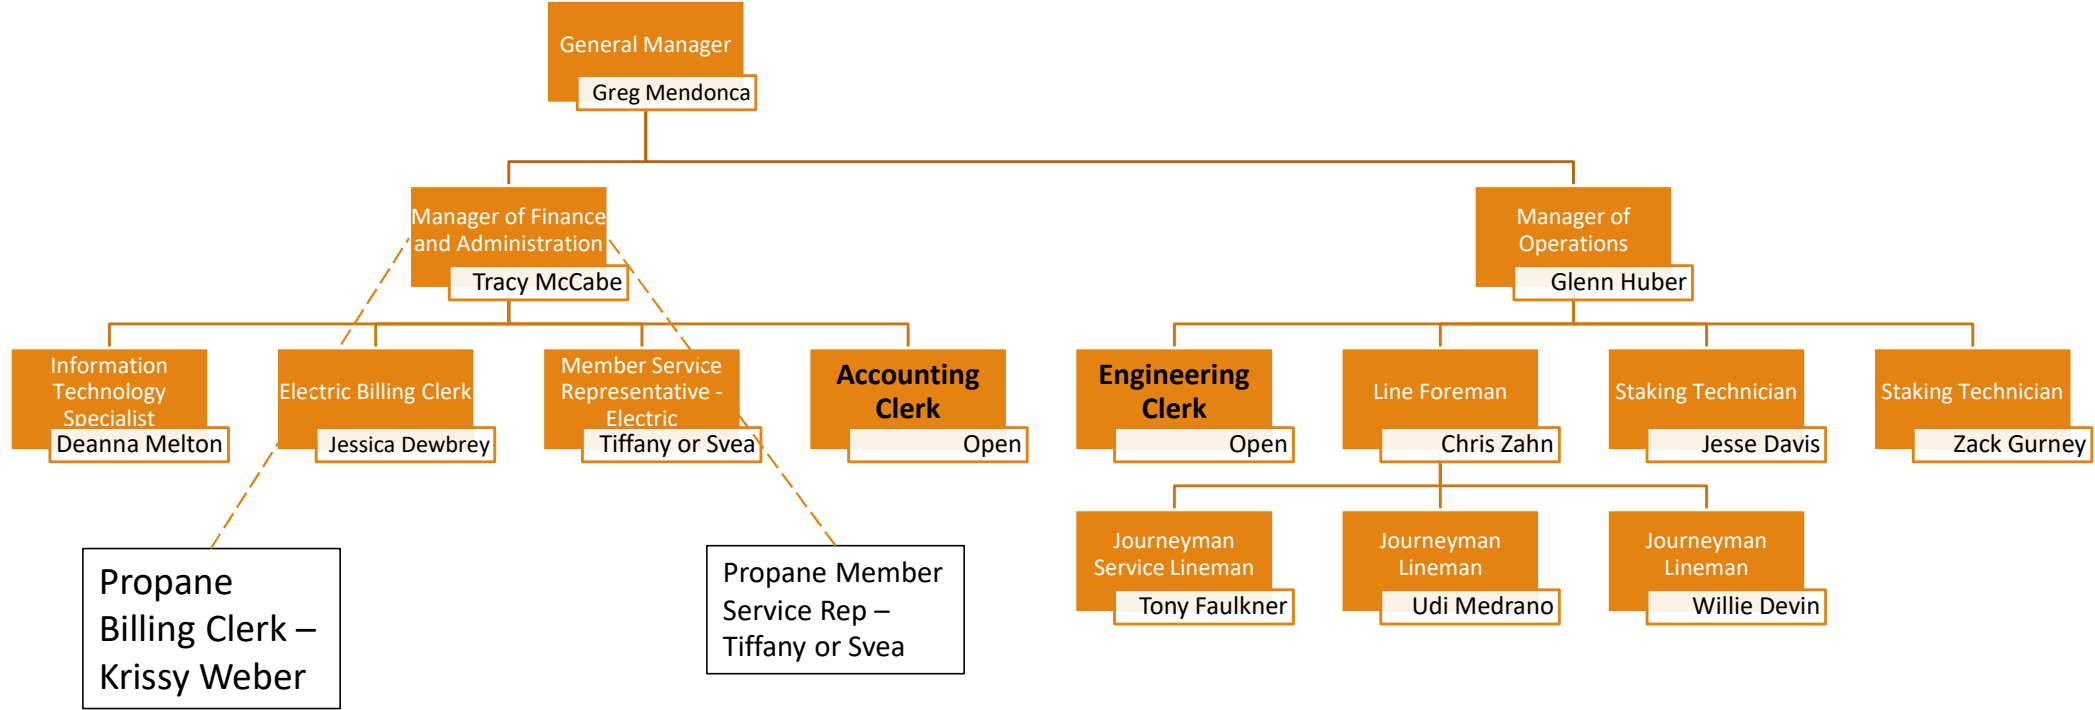 General Manager
Greg Mendonca
Manager of Finance
and Administration
Tracy McCabe
Manager of
Operations
Glenn Huber
Information
Technology
Specialist
Deanna Melton
Electric Billing Clerk
Jessica Dewbrey
Member Service
Representative -
Electric
Tiffany or Svea
Accounting
Clerk
Open
Engineering
Clerk
Open
Line Foreman
Chris Zahn
Staking Technician
Jesse Davis
Staking Technician
Zack Gurney
Journeyman
Service Lineman
Tony Faulkner
Journeyman
Lineman
Udi Medrano
Journeyman
Lineman
Willie Devin
Propane
Billing Clerk –
Krissy Weber
Propane Member
Service Rep –
Tiffany or Svea